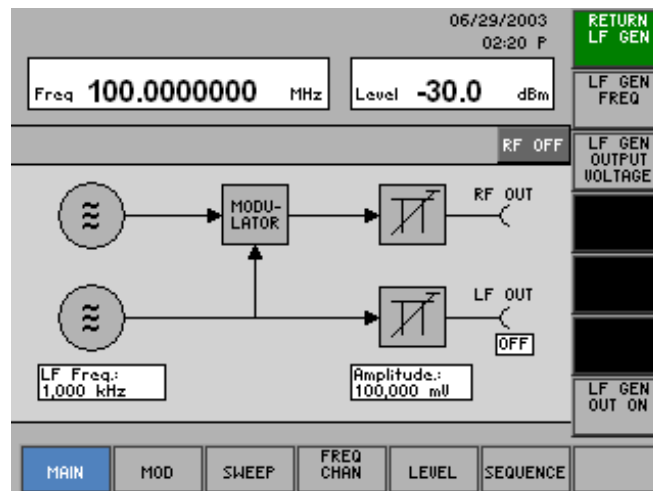 06/29/2003
02:20 P
RETURN
LF GEN
Freq 100.0000000 MHz
Level -30.0 dBm
LF GEN
FREQ
RF OFF
LF GEN
OUTPUT
VOLTAGE
MODU-
LATOR
RF OUT
LF OUT
OFF
LF Freq.:
1,000 kHz
Amplitude.:
100,000 mV
LF GEN
OUT ON
MAIN
MOD
SWEEP
FREQ
CHAN
LEVEL
SEQUENCE